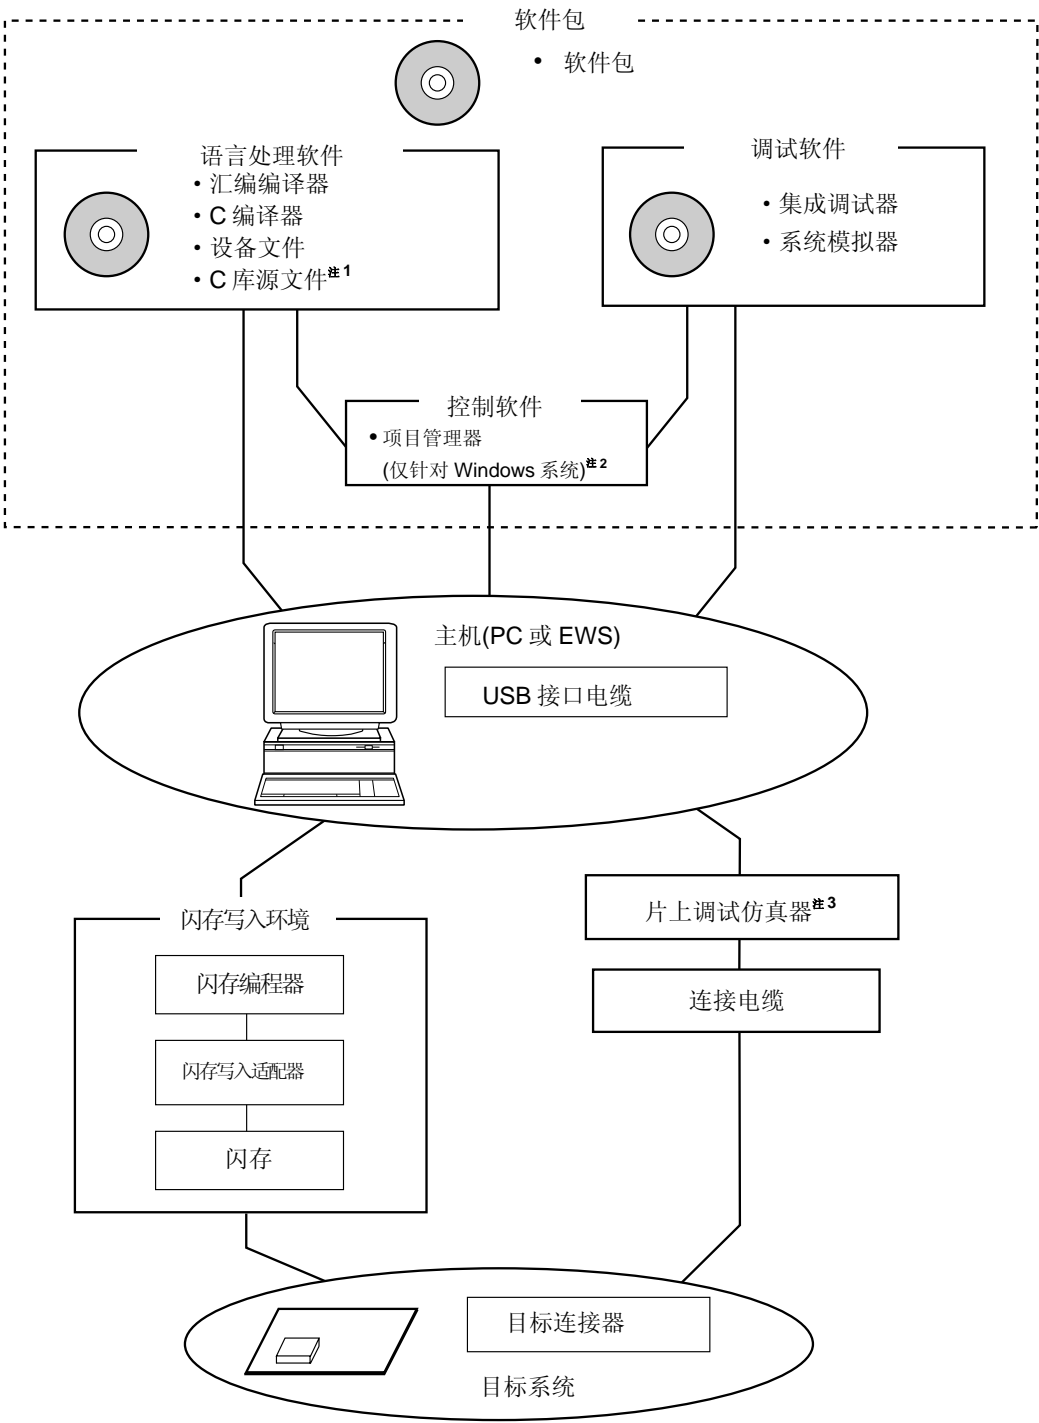 软件包
• 软件包
语言处理软件
・汇编编译器
・C 编译器
・设备文件
・C 库源文件注 1
调试软件
・集成调试器
・系统模拟器
控制软件
• 项目管理器
(仅针对 Windows 系统)注 2
主机(PC 或 EWS)
USB 接口电缆
闪存写入环境
闪存编程器
闪存写入适配器
闪存
片上调试仿真器注 3
连接电缆
目标连接器
目标系统